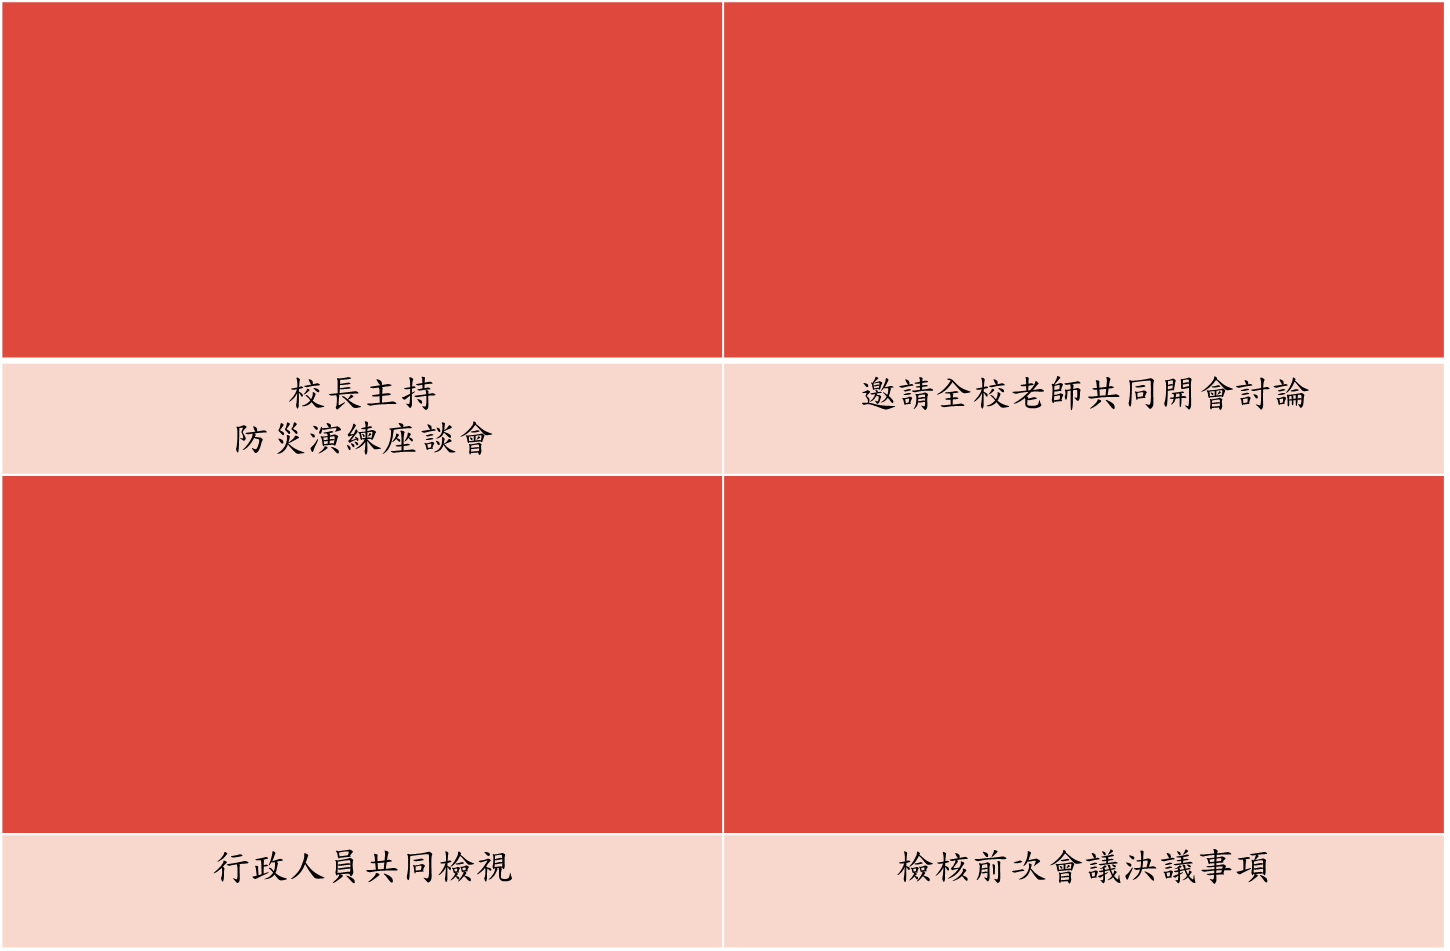 校長主持
防災演練座談會
邀請全校老師共同開會討論
行政人員共同檢視
檢核前次會議決議事項